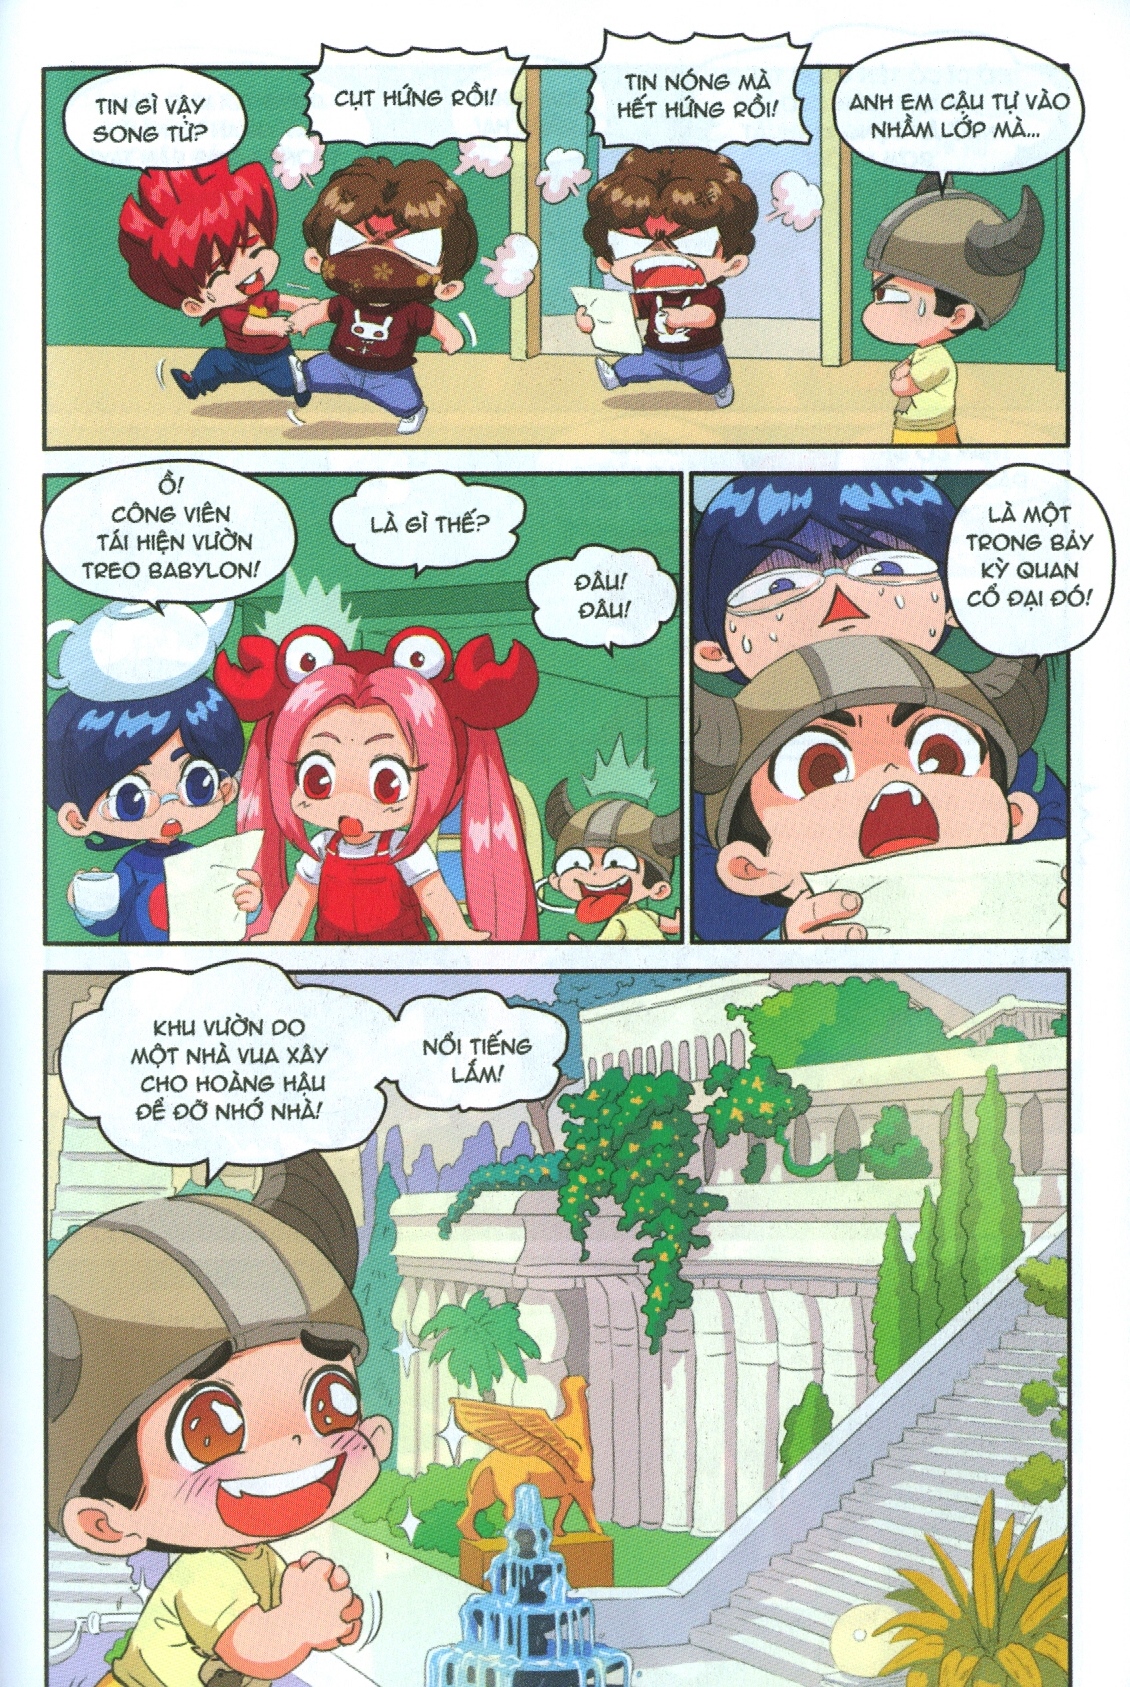 TIN GÌ VẬY
SONG TỬ?
CỤT HỨNG RỒI!
TIN NÓNG MÀ
HẾT HỨNG RỒI!
ANH EM CẬU TỰ VÀO
NHẦM LỚP MÀ...
Ồ!
CÔNG VIÊN
TÁI HIỆN VƯỜN
TREO BABYLON!
LÀ GÌ THẾ?
ĐÂU!
ĐÂU!
LÀ MỘT
TRONG BẢY
KỲ QUAN
CỔ ĐẠI ĐÓ!
KHU VƯỜN DO
MỘT NHÀ VUA XÂY
CHO HOÀNG HẬU
ĐỂ ĐỠ NHỚ NHÀ!
NỔI TIẾNG
LẮM!